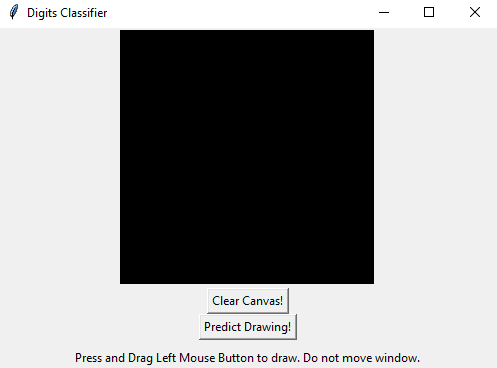 Digits Classifier
Clear Canvas!
Predict Drawing!
Press and Drag Left Mouse Button to draw. Do not move window.